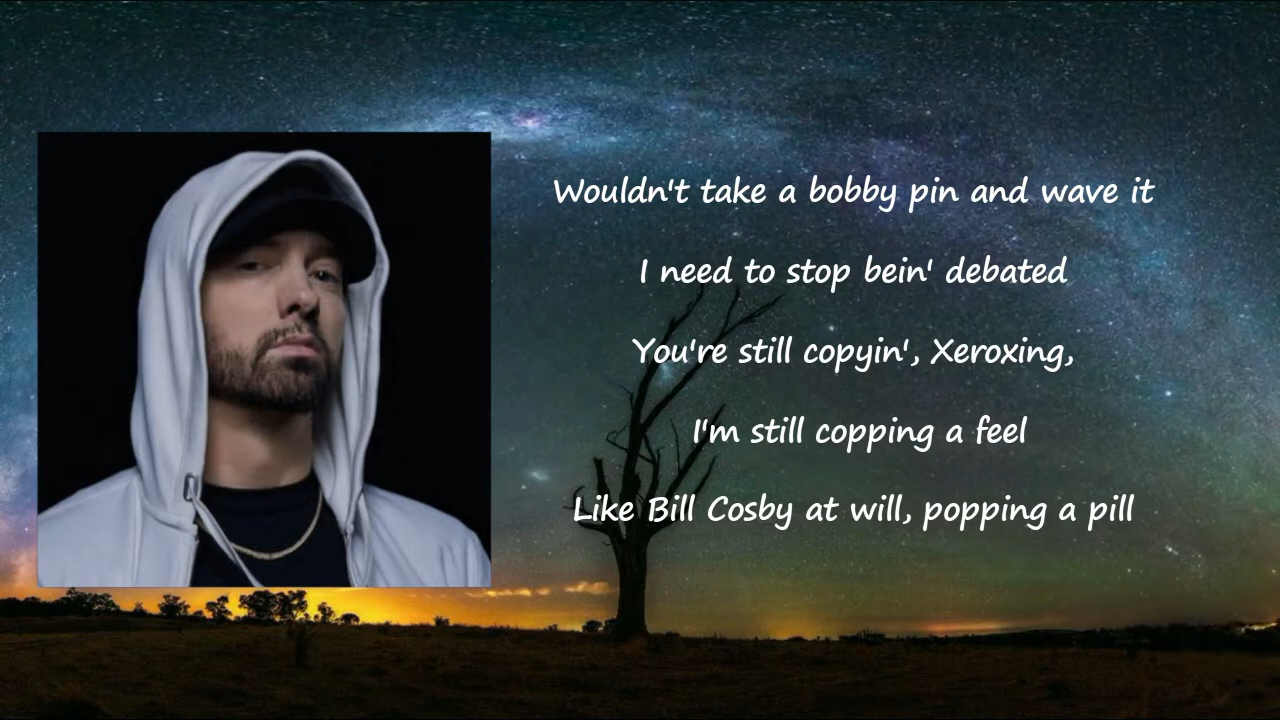 Wouldn't take a bobby pin and wave it
I need to stop bein' debated
You're still copyin', Xeroxing,
I'm still copping a feel
Like Bill Cosby at will, popping a pill